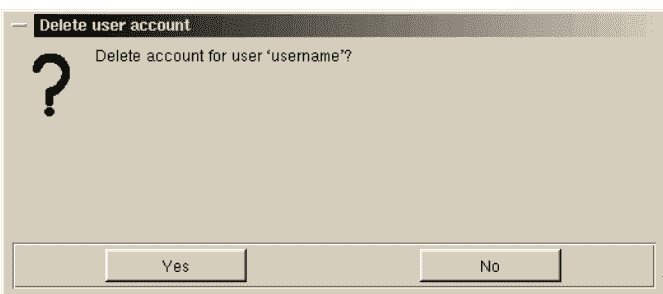 Delete user account
Delete account for user ‘username’?
Yes
No